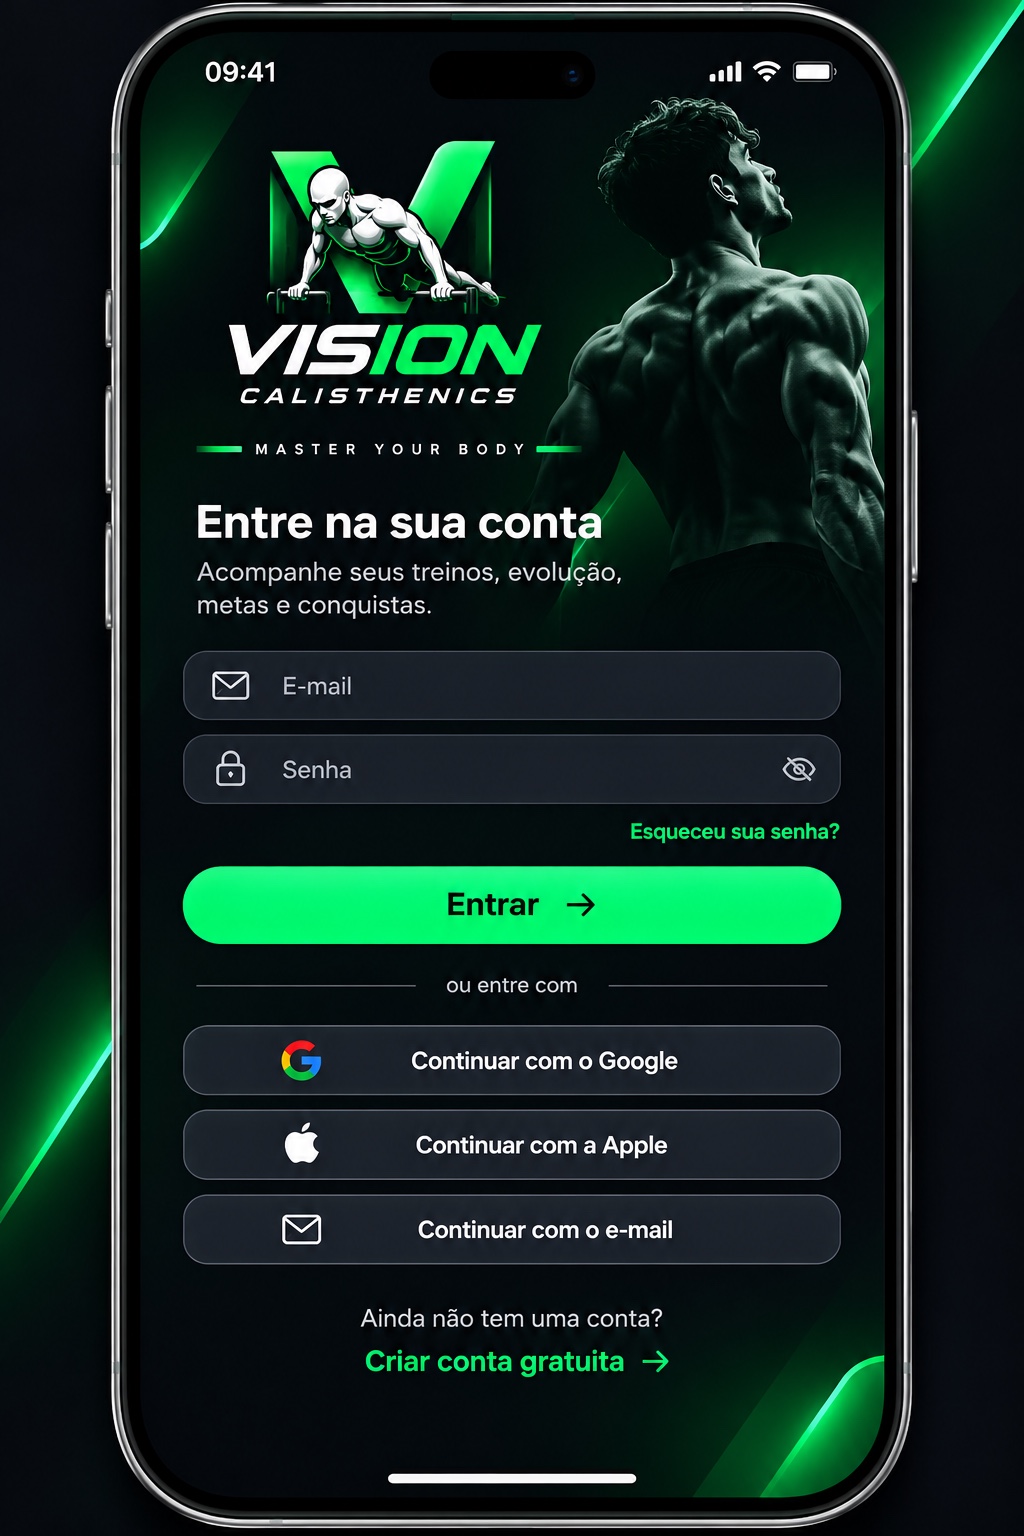 09:41
VISION
CALISTHENICS
MASTER YOUR BODY
Entre na sua conta
Acompanhe seus treinos, evolução,
metas e conquistas.
E-mail
Senha
Esqueceu sua senha?
Entrar →
ou entre com
Continuar com o Google
Continuar com a Apple
Continuar com o e-mail
Ainda não tem uma conta?
Criar conta gratuita →